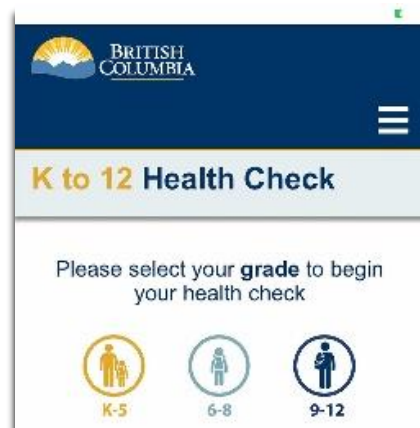 BRITISH
COLUMBIA
K to 12 Health Check
Please select your grade to begin
your health check
K-5 6-8 9-12